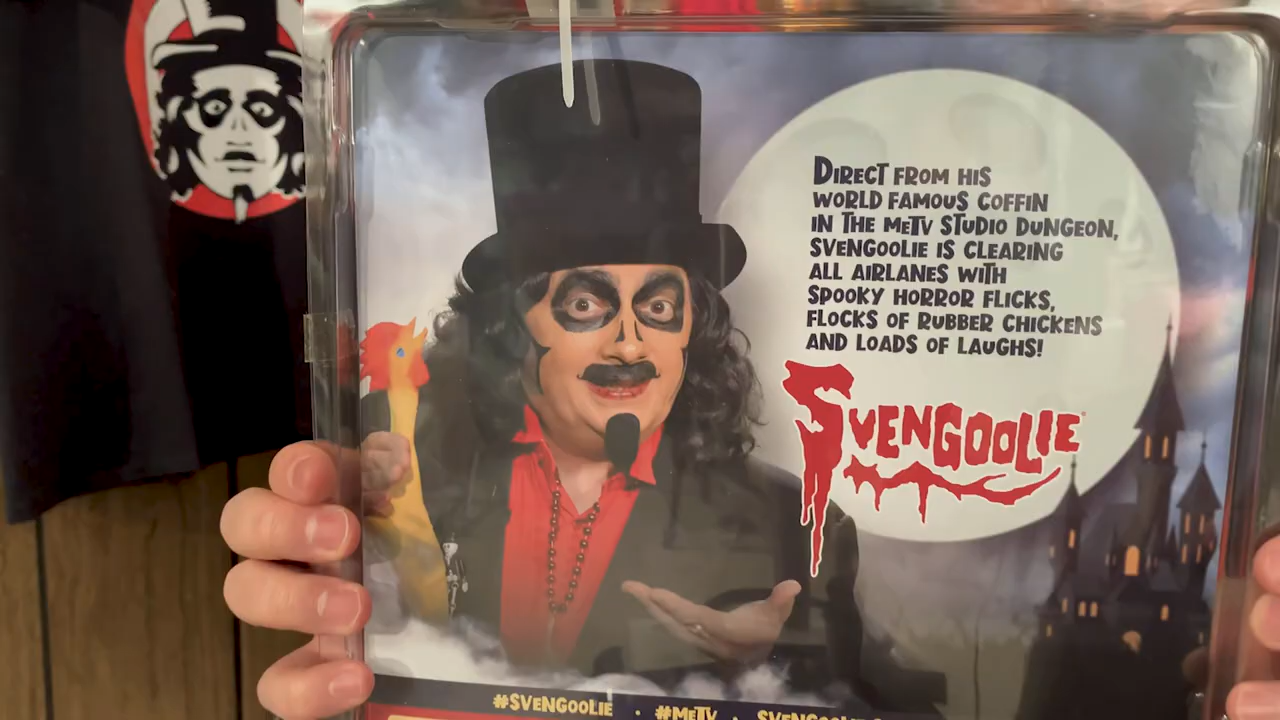 DIRECT FROM HIS
WORLD FAMOUS COFFIN
IN THE MeTV STUDIO DUNGEON,
SVENGOOLIE IS CLEARING
ALL AIRLANES WITH
SPOOKY HORROR FLICKS,
FLOCKS OF RUBBER CHICKENS
AND LOADS OF LAUGHS!
SVENGOOLIE
#SVENGOOLIE · #MeTV ·